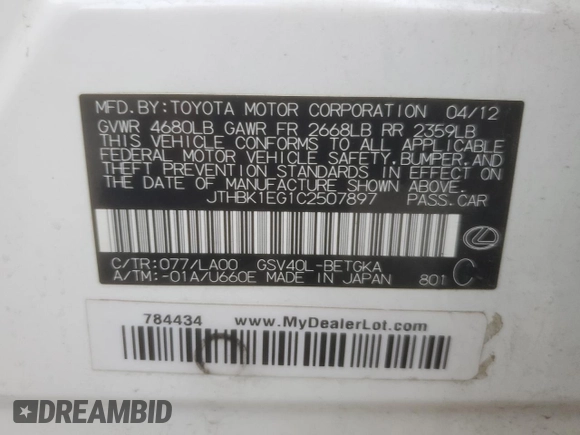 MFD.BY:TOYOTA MOTOR CORPORATION 04/12
GVWR 4680LB GAWR FR 2668LB RR 2359LB
THIS VEHICLE CONFORMS TO ALL APPLICABLE
FEDERAL MOTOR VEHICLE SAFETY,BUMPER,AND
THEFT PREVENTION STANDARDS IN EFFECT ON
THE DATE OF MANUFACTURE SHOWN ABOVE.
JTHBK1EG1C2507897 PASS.CAR
C/TR:077/LA00 GSV40L-BETGKA
A/TM:-01A/U660E MADE IN JAPAN 801 C
784434 www.MyDealerLot.com
DREAMBID